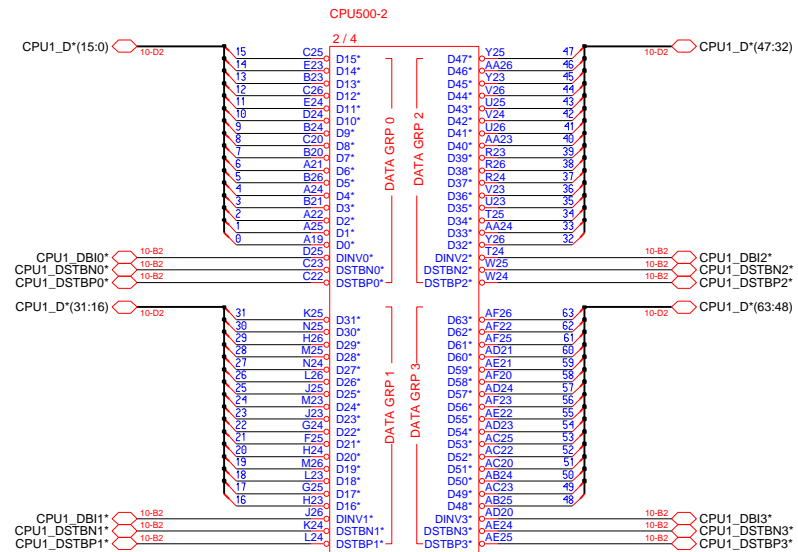 CPU500-2
2 / 4
CPU1_D*(15:0) 10-D2 CPU1_D*(47:32) 10-D2
15 C25 D15* D47* Y25 47
14 E23 D14* D46* AA26 46
13 B23 D13* D45* Y23 45
12 C26 D12* D44* V26 44
11 E24 D11* D43* U25 43
10 D24 D10* D42* V24 42
9 B24 D9* D41* U26 41
8 C20 D8* D40* AA23 40
7 B20 D7* D39* R23 39
6 A21 D6* D38* R26 38
5 B26 D5* D37* R24 37
4 A24 D4* D36* V23 36
3 B21 D3* D35* U23 35
2 A22 D2* D34* T25 34
1 A25 D1* D33* AA24 33
0 A19 D0* D32* Y26 32
DATA GRP 0 DATA GRP 2
CPU1_DBI0* 10-B2 D25 DINV0* DINV2* T24 10-B2 CPU1_DBI2*
CPU1_DSTBN0* 10-B2 C23 DSTBN0* DSTBN2* W25 10-B2 CPU1_DSTBN2*
CPU1_DSTBP0* 10-B2 C22 DSTBP0* DSTBP2* W24 10-B2 CPU1_DSTBP2*
CPU1_D*(31:16) 10-D2 CPU1_D*(63:48) 10-D2
31 K25 D31* D63* AF26 63
30 N25 D30* D62* AF22 62
29 H26 D29* D61* AF25 61
28 M25 D28* D60* AD21 60
27 N24 D27* D59* AE21 59
26 L26 D26* D58* AF20 58
25 J25 D25* D57* AD24 57
24 M23 D24* D56* AF23 56
23 J23 D23* D55* AE22 55
22 G24 D22* D54* AD23 54
21 F25 D21* D53* AC25 53
20 H24 D20* D52* AC22 52
19 M26 D19* D51* AC20 51
18 L23 D18* D50* AB24 50
17 G25 D17* D49* AC23 49
16 H23 D16* D48* AB25 48
DATA GRP 1 DATA GRP 3
CPU1_DBI1* 10-B2 J26 DINV1* DINV3* AD20 10-B2 CPU1_DBI3*
CPU1_DSTBN1* 10-B2 K24 DSTBN1* DSTBN3* AE24 10-B2 CPU1_DSTBN3*
CPU1_DSTBP1* 10-B2 L24 DSTBP1* DSTBP3* AE25 10-B2 CPU1_DSTBP3*